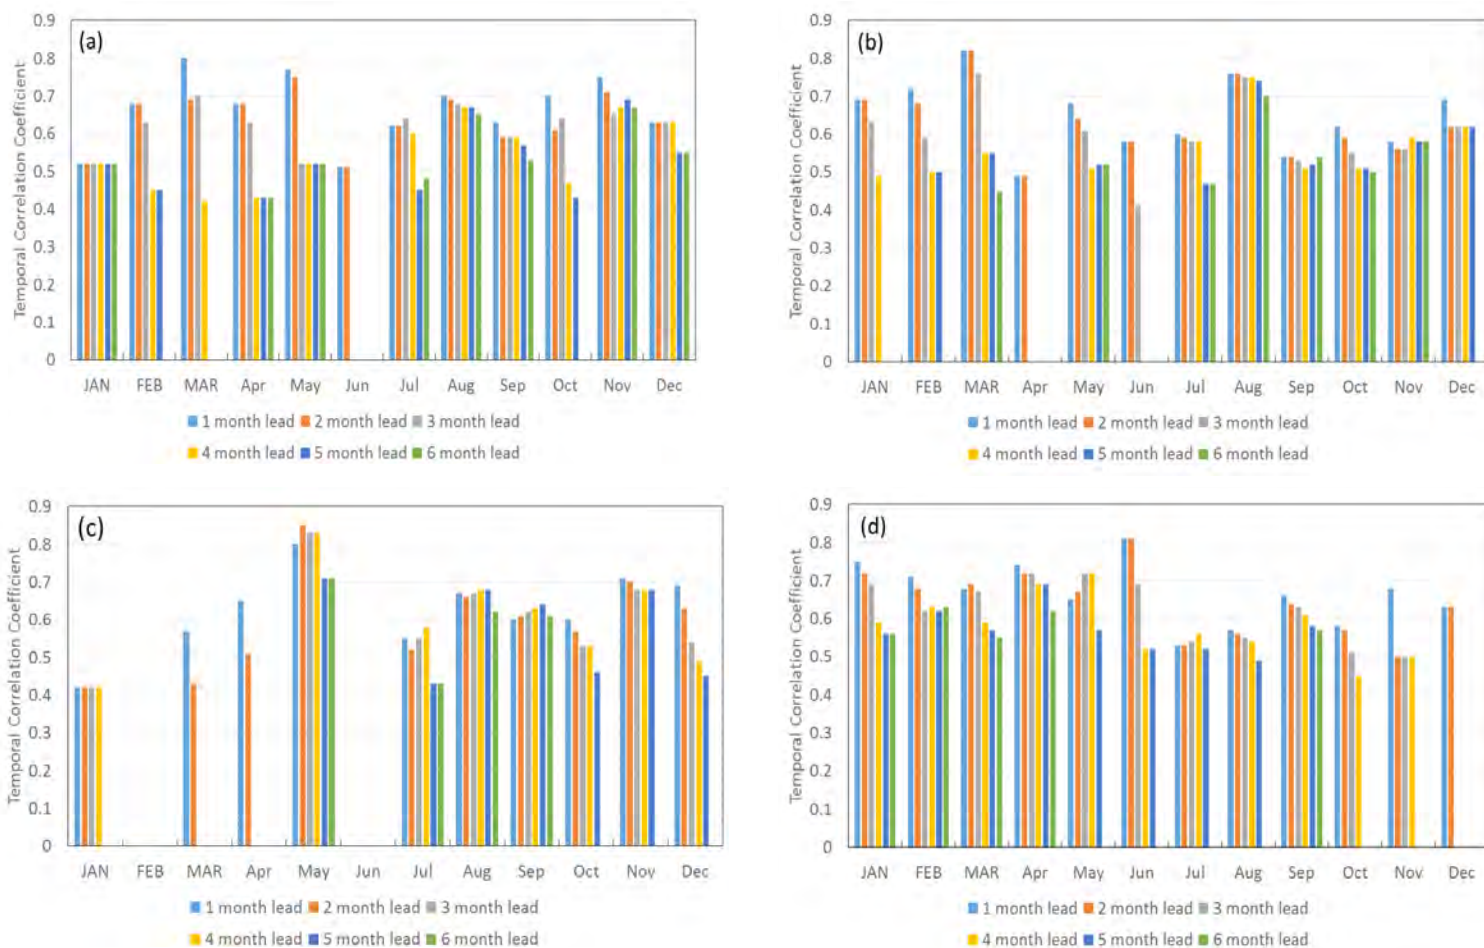 (a)
Temporal Correlation Coefficient
0.9
0.8
0.7
0.6
0.5
0.4
0.3
0.2
0.1
0
JAN FEB MAR Apr May Jun Jul Aug Sep Oct Nov Dec
1 month lead 2 month lead 3 month lead
4 month lead 5 month lead 6 month lead
(b)
Temporal Correlation Coefficient
0.9
0.8
0.7
0.6
0.5
0.4
0.3
0.2
0.1
0
JAN FEB MAR Apr May Jun Jul Aug Sep Oct Nov Dec
1 month lead 2 month lead 3 month lead
4 month lead 5 month lead 6 month lead
(c)
Temporal Correlation Coefficient
0.9
0.8
0.7
0.6
0.5
0.4
0.3
0.2
0.1
0
JAN FEB MAR Apr May Jun Jul Aug Sep Oct Nov Dec
1 month lead 2 month lead 3 month lead
4 month lead 5 month lead 6 month lead
(d)
Temporal Correlation Coefficient
0.9
0.8
0.7
0.6
0.5
0.4
0.3
0.2
0.1
0
JAN FEB MAR Apr May Jun Jul Aug Sep Oct Nov Dec
1 month lead 2 month lead 3 month lead
4 month lead 5 month lead 6 month lead